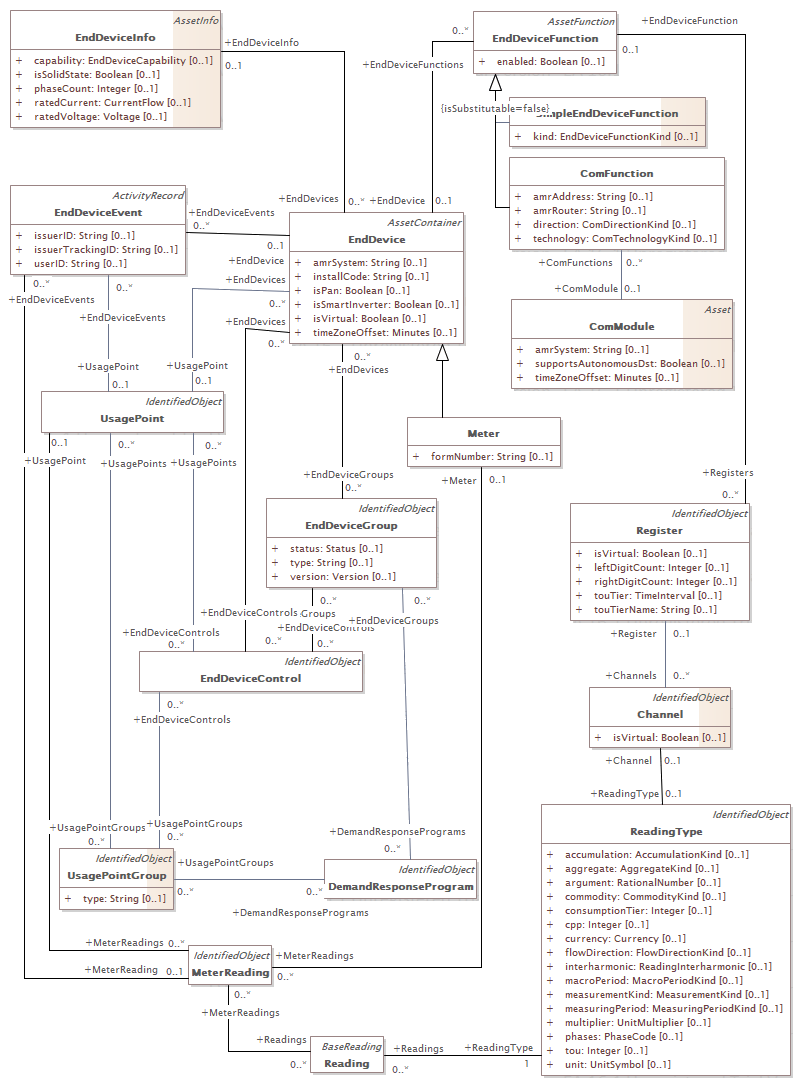 AssetInfo
EndDeviceInfo
+ capability: EndDeviceCapability [0..1]
+ isSolidState: Boolean [0..1]
+ phaseCount: Integer [0..1]
+ ratedCurrent: CurrentFlow [0..1]
+ ratedVoltage: Voltage [0..1]
+EndDeviceInfo
0..1
AssetFunction
EndDeviceFunction
+ enabled: Boolean [0..1]
0..*
+EndDeviceFunctions
+EndDeviceFunction
0..1
{isSubstitutable=false}
SimpleEndDeviceFunction
+ kind: EndDeviceFunctionKind [0..1]
ComFunction
+ amrAddress: String [0..1]
+ amrRouter: String [0..1]
+ direction: ComDirectionKind [0..1]
+ technology: ComTechnologyKind [0..1]
+ComFunctions 0..*
+ComModule 0..1
Asset
ComModule
+ amrSystem: String [0..1]
+ supportsAutonomousDst: Boolean [0..1]
+ timeZoneOffset: Minutes [0..1]
ActivityRecord
EndDeviceEvent
+ issuerID: String [0..1]
+ issuerTrackingID: String [0..1]
+ userID: String [0..1]
+EndDeviceEvents
0..*
0..1
+EndDevice
+EndDevices 0..*
+EndDevice 0..1
AssetContainer
EndDevice
+ amrSystem: String [0..1]
+ installCode: String [0..1]
+ isPan: Boolean [0..1]
+ isSmartInverter: Boolean [0..1]
+ isVirtual: Boolean [0..1]
+ timeZoneOffset: Minutes [0..1]
+EndDevices
0..*
+EndDevices
0..*
0..*
+EndDevices
0..*
+EndDeviceEvents
0..*
+EndDeviceEvents
+UsagePoint
0..1
+UsagePoint
0..1
IdentifiedObject
UsagePoint
0..1
+UsagePoint
0..*
+UsagePoints
0..*
+UsagePoints
Meter
+ formNumber: String [0..1]
+Meter 0..1
+EndDeviceGroups
0..*
IdentifiedObject
EndDeviceGroup
+ status: Status [0..1]
+ type: String [0..1]
+ version: Version [0..1]
0..*
0..*
+EndDeviceGroups
+EndDeviceControls
0..*
Groups
+EndDeviceControls
0..*
+EndDeviceControls
0..*
IdentifiedObject
EndDeviceControl
0..*
+EndDeviceControls
+Registers
0..*
IdentifiedObject
Register
+ isVirtual: Boolean [0..1]
+ leftDigitCount: Integer [0..1]
+ rightDigitCount: Integer [0..1]
+ touTier: TimeInterval [0..1]
+ touTierName: String [0..1]
+Register 0..1
+Channels 0..*
IdentifiedObject
Channel
+ isVirtual: Boolean [0..1]
+Channel 0..1
+ReadingType 0..1
IdentifiedObject
ReadingType
+ accumulation: AccumulationKind [0..1]
+ aggregate: AggregateKind [0..1]
+ argument: RationalNumber [0..1]
+ commodity: CommodityKind [0..1]
+ consumptionTier: Integer [0..1]
+ cpp: Integer [0..1]
+ currency: Currency [0..1]
+ flowDirection: FlowDirectionKind [0..1]
+ interharmonic: ReadingInterharmonic [0..1]
+ macroPeriod: MacroPeriodKind [0..1]
+ measurementKind: MeasurementKind [0..1]
+ measuringPeriod: MeasuringPeriodKind [0..1]
+ multiplier: UnitMultiplier [0..1]
+ phases: PhaseCode [0..1]
+ tou: Integer [0..1]
+ unit: UnitSymbol [0..1]
+UsagePointGroups
0..*
+UsagePointGroups
0..*
IdentifiedObject
UsagePointGroup
+ type: String [0..1]
+UsagePointGroups
0..*
+DemandResponsePrograms
0..*
0..*
+DemandResponsePrograms
IdentifiedObject
DemandResponseProgram
+MeterReadings 0..*
+MeterReading 0..1
IdentifiedObject
MeterReading
+MeterReadings
0..*
0..*
+MeterReadings
+Readings
0..*
BaseReading
Reading
+Readings
0..*
+ReadingType
1